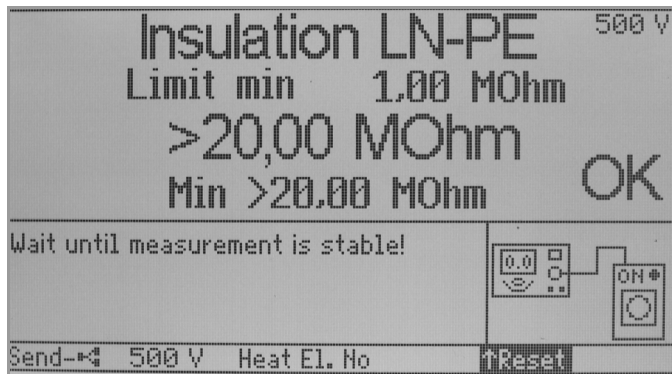 Insulation LN-PE 500 V
Limit min 1,00 MOhm
>20,00 MOhm
OK
Min >20,00 MOhm
Wait until measurement is stable!
0.0
ON
Send- 500 V Heat El. No ↑Reset